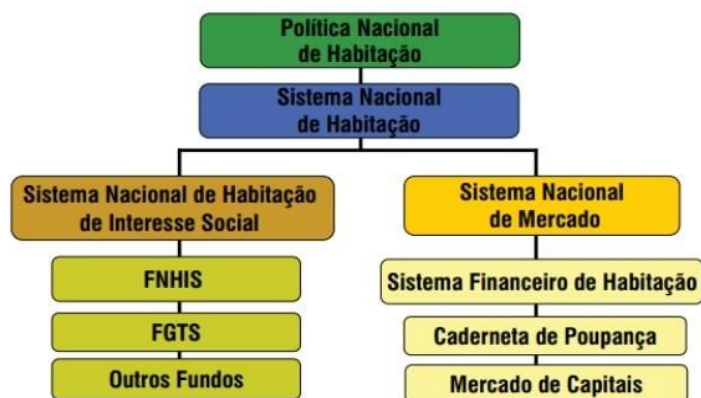 Política Nacional
de Habitação
Sistema Nacional
de Habitação
Sistema Nacional de Habitação
de Interesse Social
Sistema Nacional
de Mercado
FNHIS
FGTS
Outros Fundos
Sistema Financeiro de Habitação
Caderneta de Poupança
Mercado de Capitais